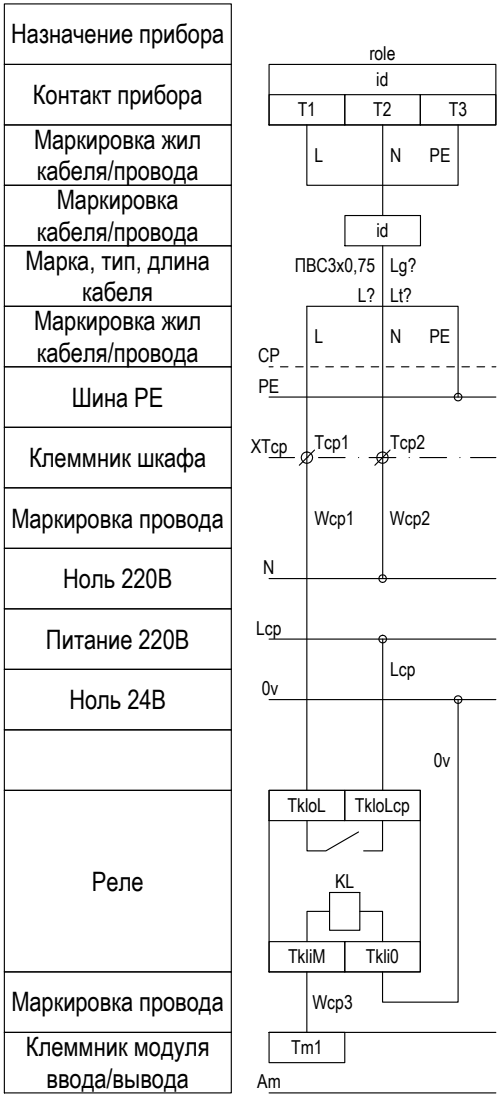 Назначение прибора
role
id
Контакт прибора
T1 T2 T3
Маркировка жил
кабеля/провода
L N PE
Маркировка
кабеля/провода
id
Марка, тип, длина
кабеля
ПВС3х0,75 Lg?
L? Lt?
Маркировка жил
кабеля/провода
L N PE
CP
Шина PE
PE
Клеммник шкафа
XTcp Tcp1 Tcp2
Маркировка провода
Wcp1 Wcp2
Ноль 220В
N
Питание 220В
Lcp
Lcp
Ноль 24В
0v
0v
Реле
TkloL TkloLcp
KL
TkliM Tkli0
Маркировка провода
Wcp3
Клеммник модуля
ввода/вывода
Tm1
Am